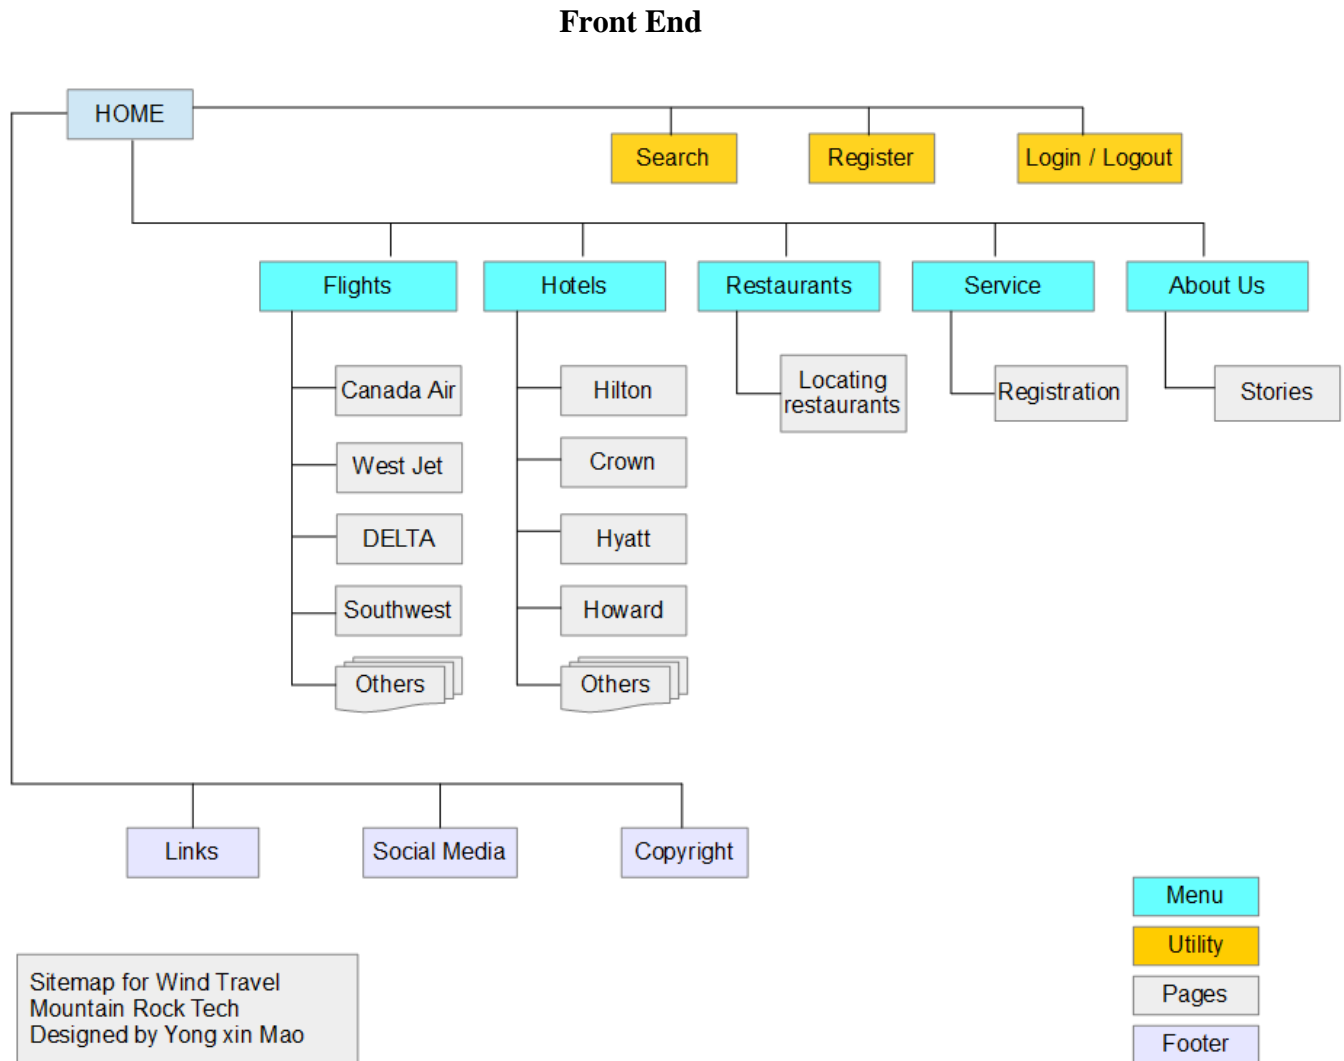 Front End
HOME
Search
Register
Login / Logout
Flights
Hotels
Restaurants
Service
About Us
Canada Air
West Jet
DELTA
Southwest
Others
Hilton
Crown
Hyatt
Howard
Others
Locating
restaurants
Registration
Stories
Links
Social Media
Copyright
Menu
Utility
Pages
Footer
Sitemap for Wind Travel
Mountain Rock Tech
Designed by Yong xin Mao